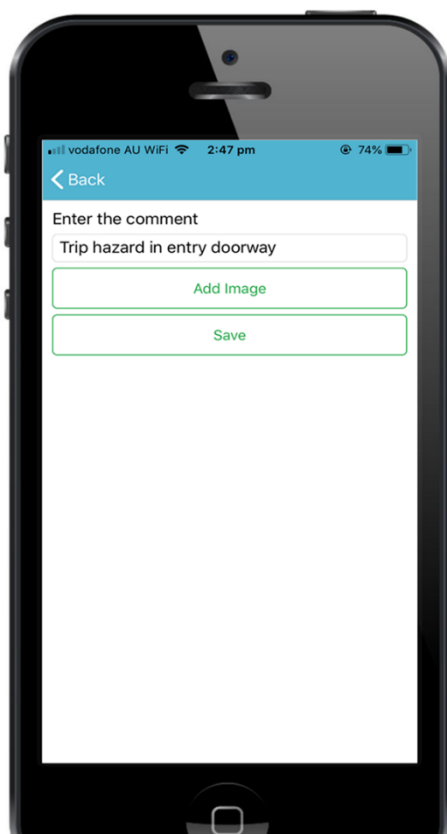 vodafone AU WiFi 2:47 pm 74%
Back
Enter the comment
Trip hazard in entry doorway
Add Image
Save